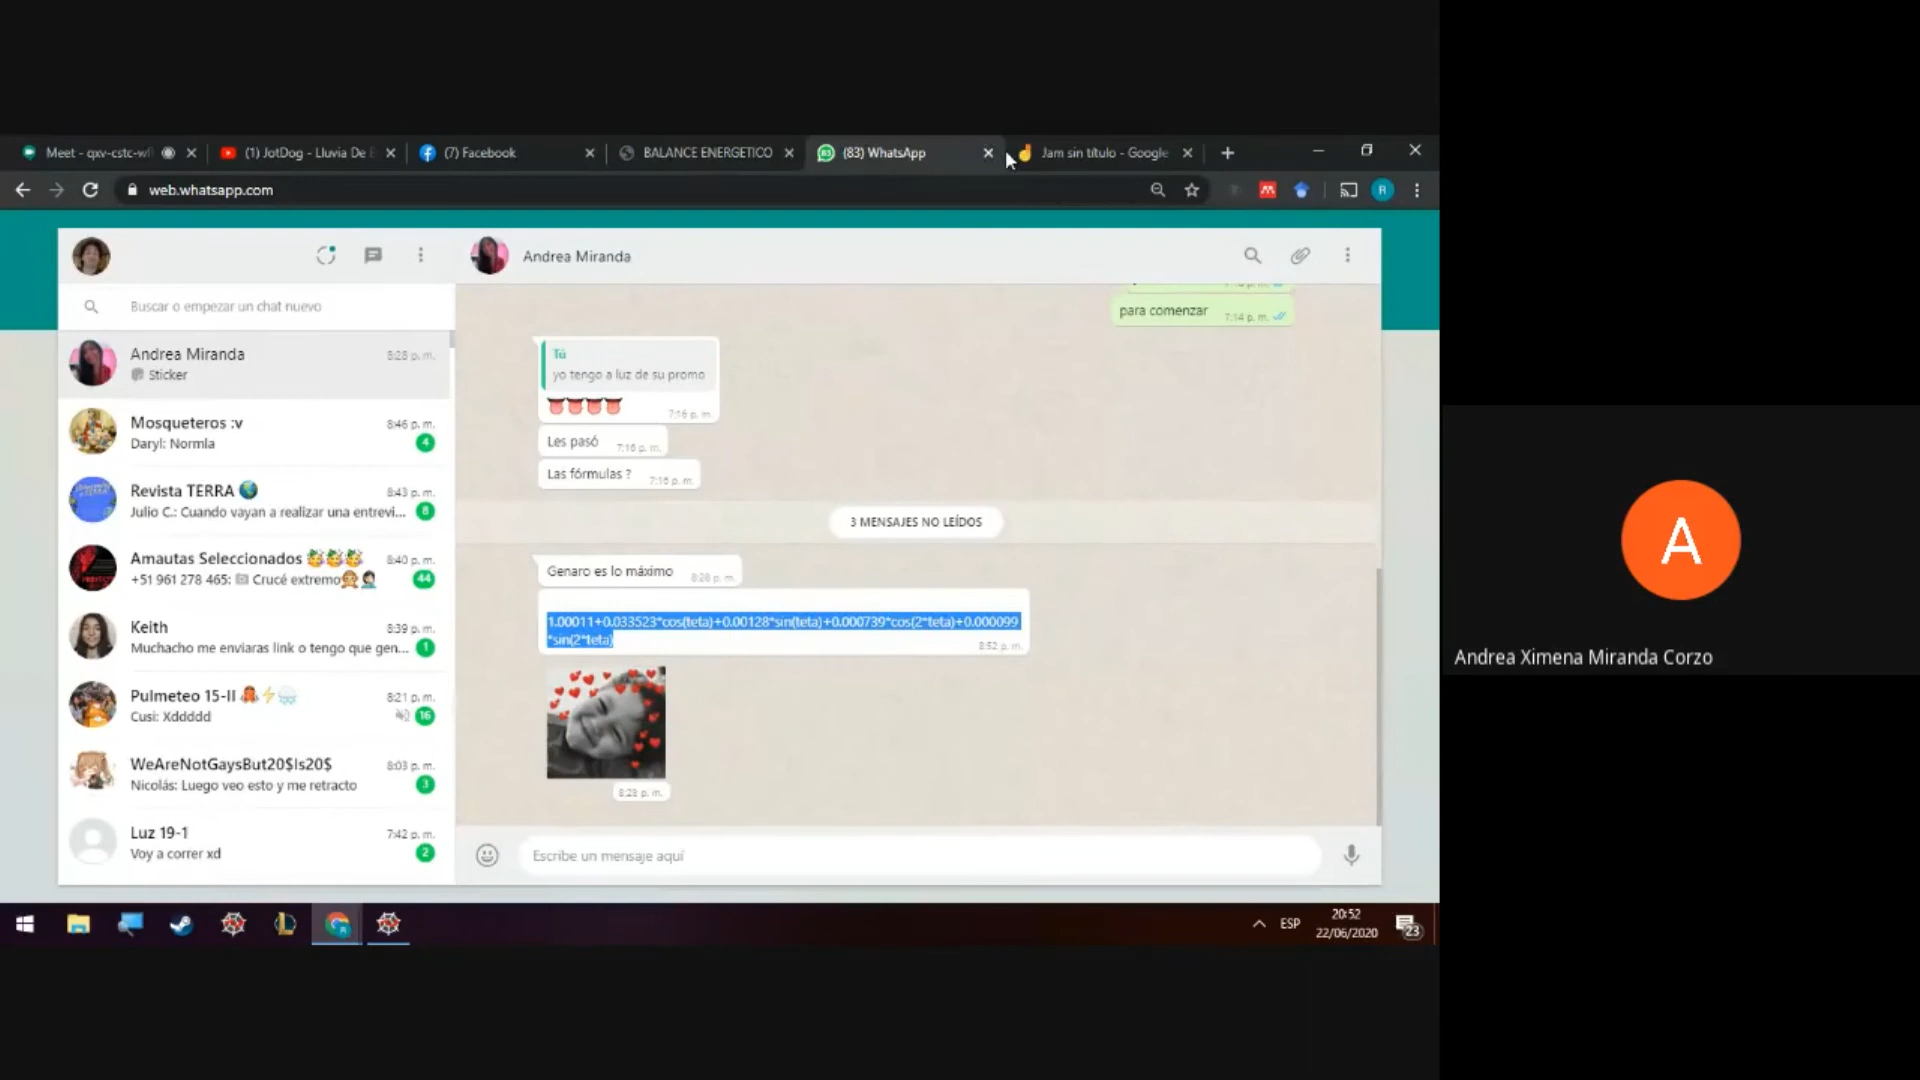 Meet - qxv-cstc-wf
(1) JotDog - Lluvia De E
(7) Facebook
BALANCE ENERGETICO
(83) WhatsApp
Jam sin título - Google
web.whatsapp.com
Andrea Miranda
Buscar o empezar un chat nuevo
Andrea Miranda
8:28 p. m.
Sticker
Mosqueteros :v
8:46 p. m.
Daryl: Normla
4
Revista TERRA
8:43 p. m.
Julio C.: Cuando vayan a realizar una entrevi...
8
Amautas Seleccionados
8:40 p. m.
+51 961 278 465: Crucé extremo
44
Keith
8:39 p. m.
Muchacho me enviaras link o tengo que gen...
1
Pulmeteo 15-II
8:21 p. m.
Cusi: Xddddd
16
WeAreNotGaysBut20$Is20$
8:03 p. m.
Nicolás: Luego veo esto y me retracto
3
Luz 19-1
7:42 p. m.
Voy a correr xd
2
para comenzar
7:14 p. m.
Tú
yo tengo a luz de su promo
7:16 p. m.
Les pasó
7:16 p. m.
Las fórmulas ?
7:16 p. m.
3 MENSAJES NO LEÍDOS
Genaro es lo máximo
8:28 p. m.
1.00011+0.033523*cos(teta)+0.00128*sin(teta)+0.000739*cos(2*teta)+0.000099
*sin(2*teta)
8:52 p. m.
8:28 p. m.
Escribe un mensaje aquí
ESP
20:52
22/06/2020
23
A
Andrea Ximena Miranda Corzo